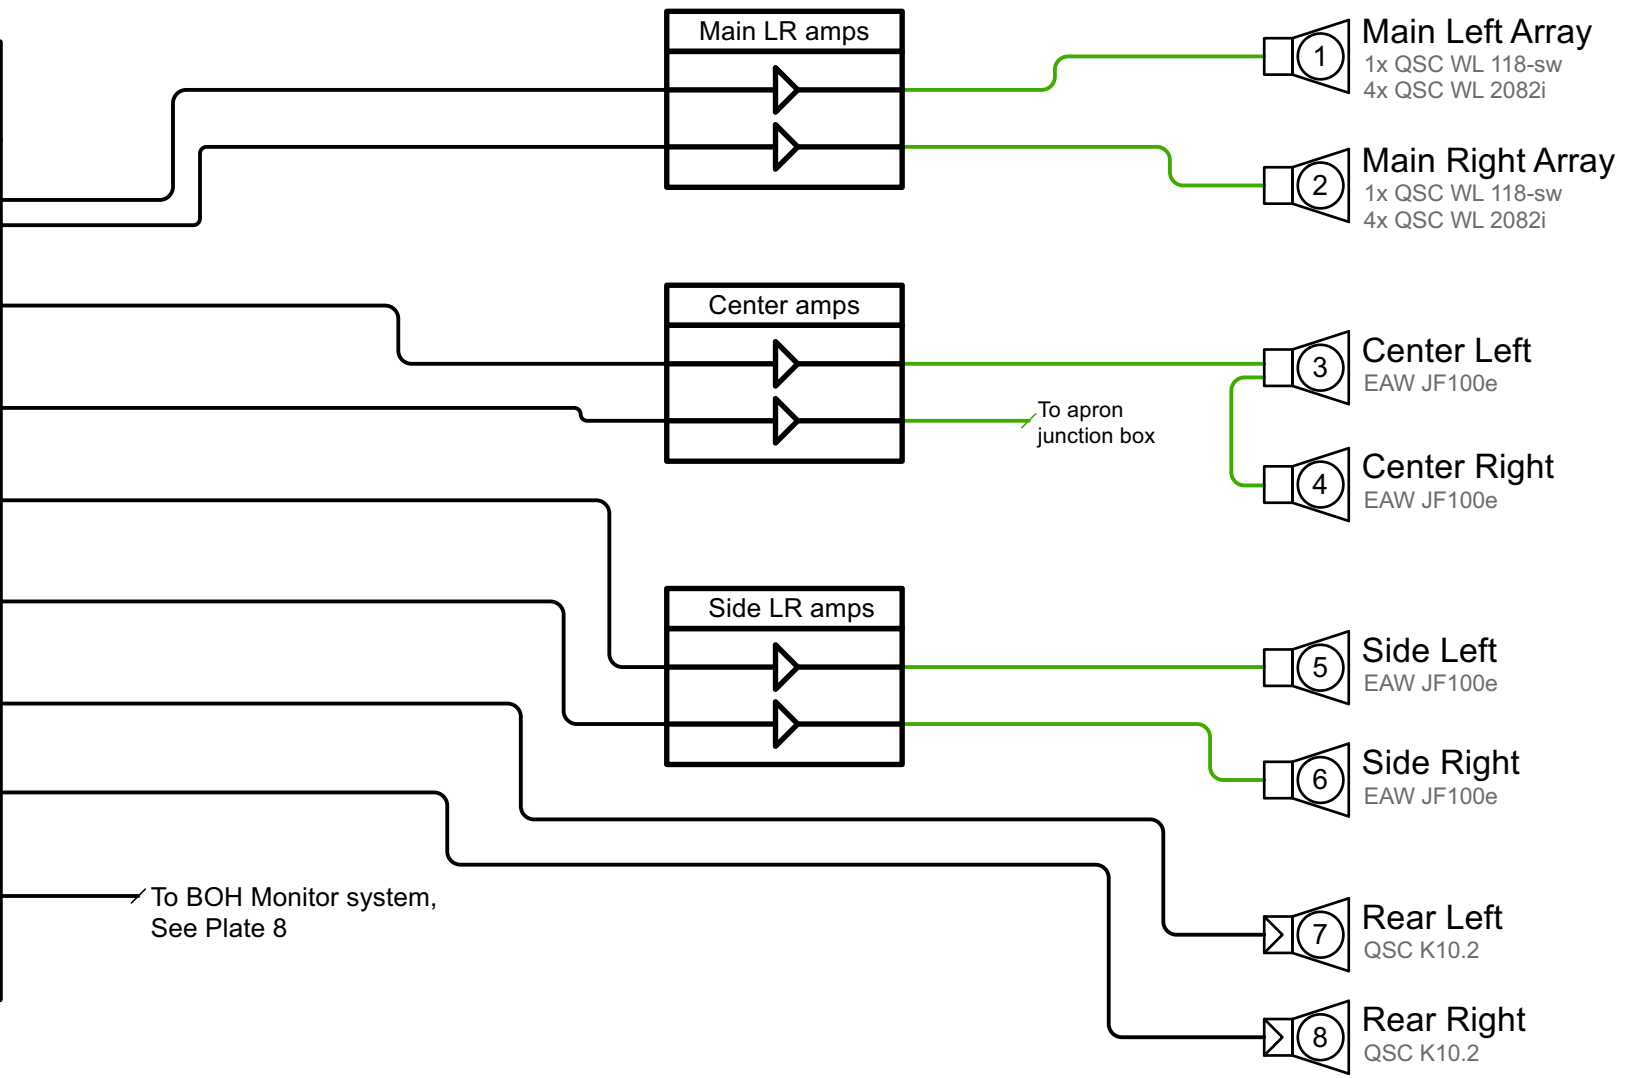 Main LR amps
1
Main Left Array
1x QSC WL 118-sw
4x QSC WL 2082i
2
Main Right Array
1x QSC WL 118-sw
4x QSC WL 2082i
Center amps
3
Center Left
EAW JF100e
To apron
junction box
4
Center Right
EAW JF100e
Side LR amps
5
Side Left
EAW JF100e
6
Side Right
EAW JF100e
To BOH Monitor system,
See Plate 8
7
Rear Left
QSC K10.2
8
Rear Right
QSC K10.2